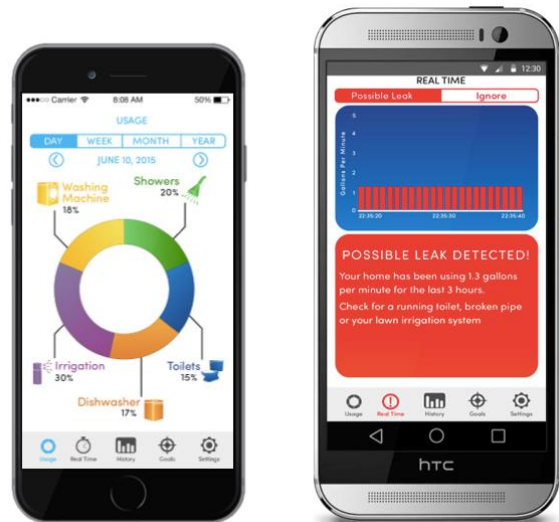 ●●●○○ Carrier 8:08 AM 50%
USAGE
DAY WEEK MONTH YEAR
JUNE 10, 2015
Washing
Machine
18%
Showers
20%
Irrigation
30%
Toilets
15%
Dishwasher
17%
Usage Real Time History Goals Settings
12:30
REAL TIME
Possible Leak Ignore
Gallons Per Minute
5
4
3
2
1
0
22:35:20 22:35:30 22:35:40
POSSIBLE LEAK DETECTED!
Your home has been using 1.3 gallons
per minute for the last 3 hours.
Check for a running toilet, broken pipe
or your lawn irrigation system
Usage Real Time History Goals Settings
hTC